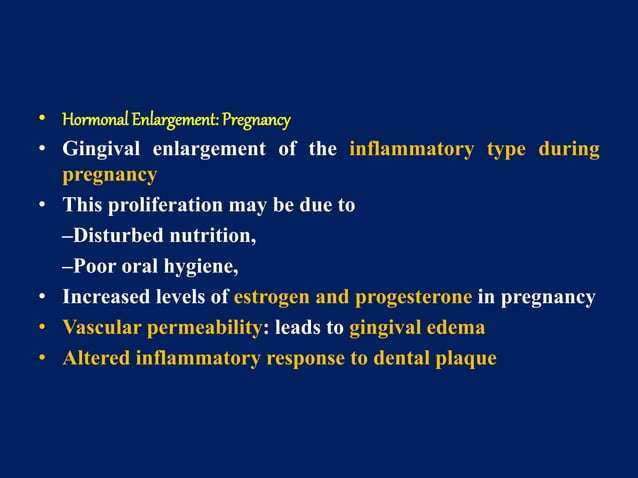 • Hormonal Enlargement: Pregnancy
• Gingival enlargement of the inflammatory type during
pregnancy
• This proliferation may be due to
–Disturbed nutrition,
–Poor oral hygiene,
• Increased levels of estrogen and progesterone in pregnancy
• Vascular permeability: leads to gingival edema
• Altered inflammatory response to dental plaque